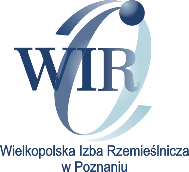 WIR
Wielkopolska Izba Rzemieślnicza
w Poznaniu